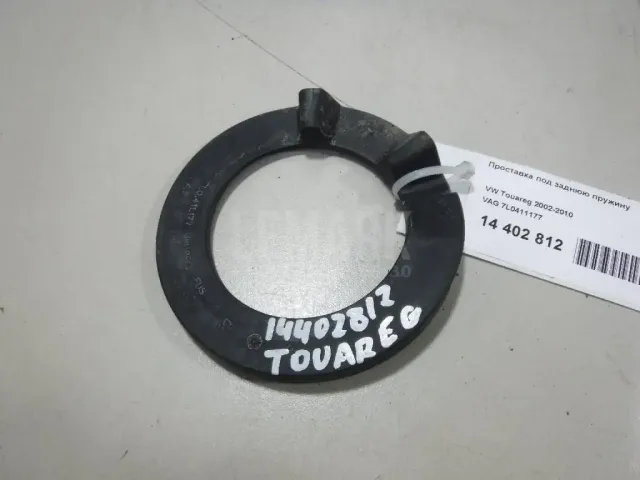 Проставка под заднюю пружину
VW Touareg 2002-2010
VAG 7L0411177
14 402 812
14402812
TOUAREG